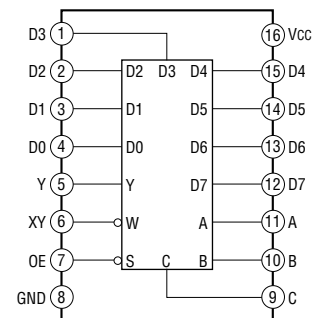 D3 1 16 Vcc
D3 D4
D2 2 D2 15 D4
D1 3 D1 D5 14 D5
D0 4 D0 D6 13 D6
Y 5 Y D7 12 D7
XY 6 W A 11 A
OE 7 S C B 10 B
GND 8 9 C